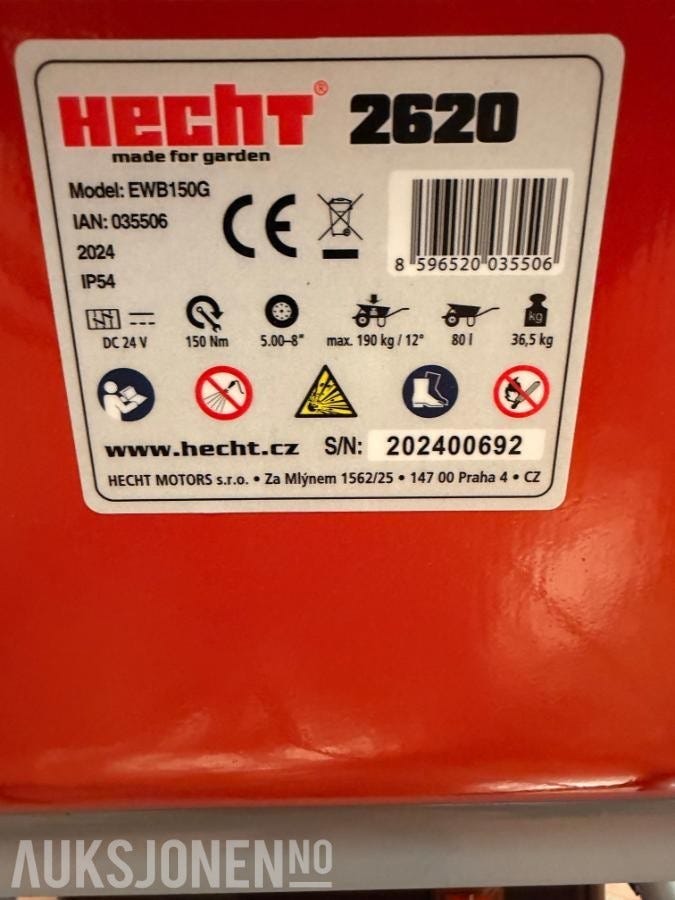 HECHT® 2620
made for garden
Model: EWB150G
IAN: 035506
2024
IP54
CE
8 596520 035506
DC 24 V 150 Nm 5.00–8" max. 190 kg / 12° 80 l kg 36,5 kg
www.hecht.cz S/N: 202400692
HECHT MOTORS s.r.o. • Za Mlýnem 1562/25 • 147 00 Praha 4 • CZ
AUKSJONEN.NO